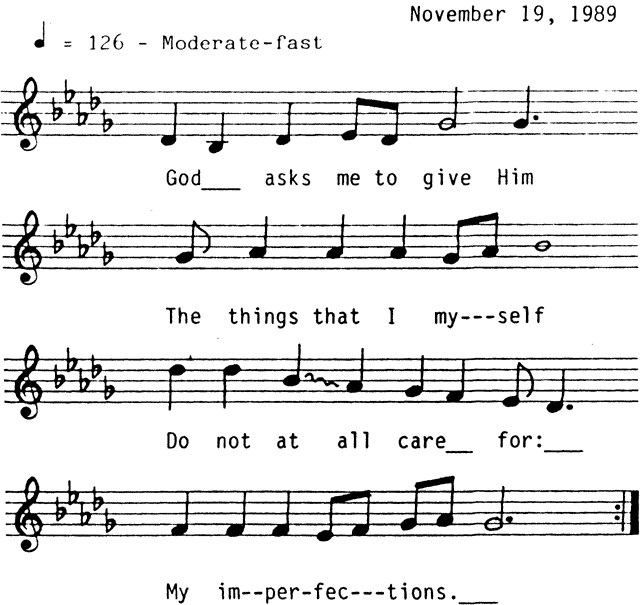 November 19, 1989
♩ = 126 - Moderate-fast
God___ asks me to give Him
The things that I my---self
Do not at all care__ for:___
My im--per-fec---tions.___